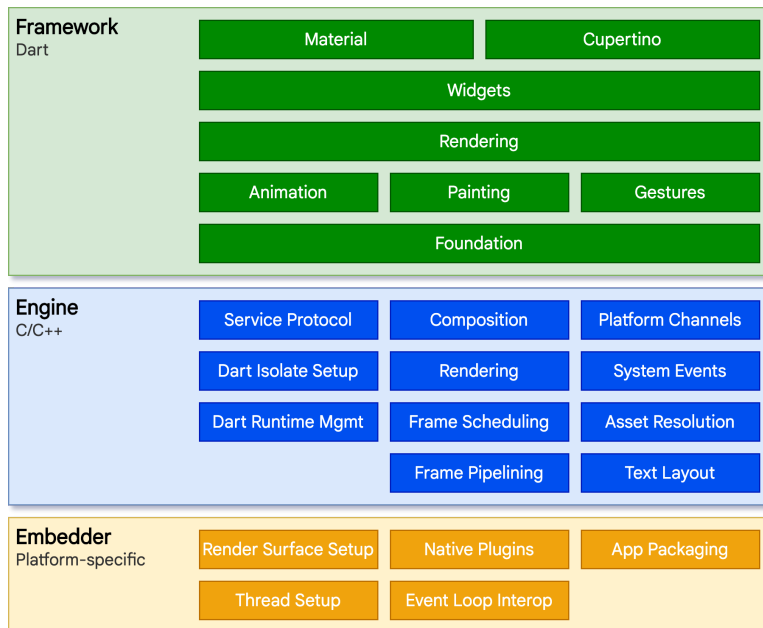 Framework
Dart
Material
Cupertino
Widgets
Rendering
Animation
Painting
Gestures
Foundation
Engine
C/C++
Service Protocol
Composition
Platform Channels
Dart Isolate Setup
Rendering
System Events
Dart Runtime Mgmt
Frame Scheduling
Asset Resolution
Frame Pipelining
Text Layout
Embedder
Platform-specific
Render Surface Setup
Native Plugins
App Packaging
Thread Setup
Event Loop Interop